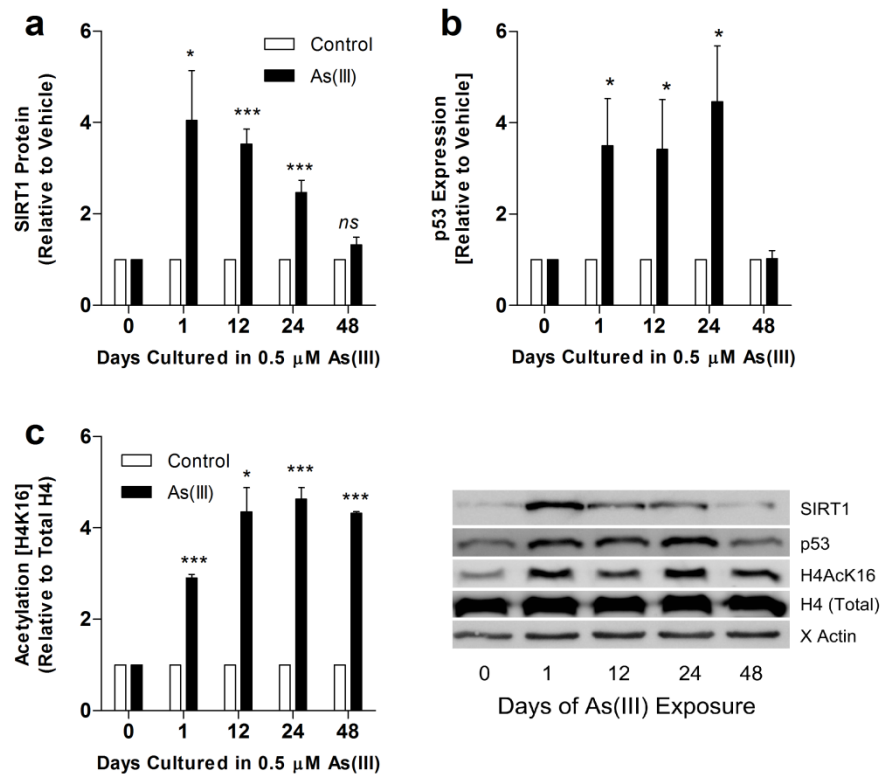 a
6
4
2
0
SIRT1 Protein
(Relative to Vehicle)
Control
As(III)
*
***
***
ns
0 1 12 24 48
Days Cultured in 0.5 μM As(III)
b
6
4
2
0
p53 Expression
[Relative to Vehicle]
*
*
*
0 1 12 24 48
Days Cultured in 0.5 μM As(III)
c
6
4
2
0
Acetylation [H4K16]
(Relative to Total H4)
Control
As(III)
***
*
***
***
0 1 12 24 48
Days Cultured in 0.5 μM As(III)
SIRT1
p53
H4AcK16
H4 (Total)
X Actin
0 1 12 24 48
Days of As(III) Exposure